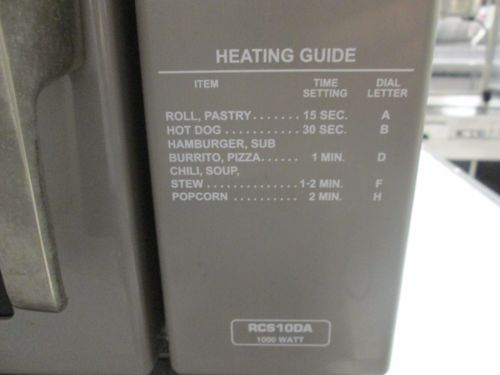 HEATING GUIDE
ITEM TIME SETTING DIAL LETTER
ROLL, PASTRY....... 15 SEC. A
HOT DOG........... 30 SEC. B
HAMBURGER, SUB
BURRITO, PIZZA...... 1 MIN. D
CHILI, SOUP,
STEW.............. 1-2 MIN. F
POPCORN .......... 2 MIN. H
RCS10DA
1000 WATT